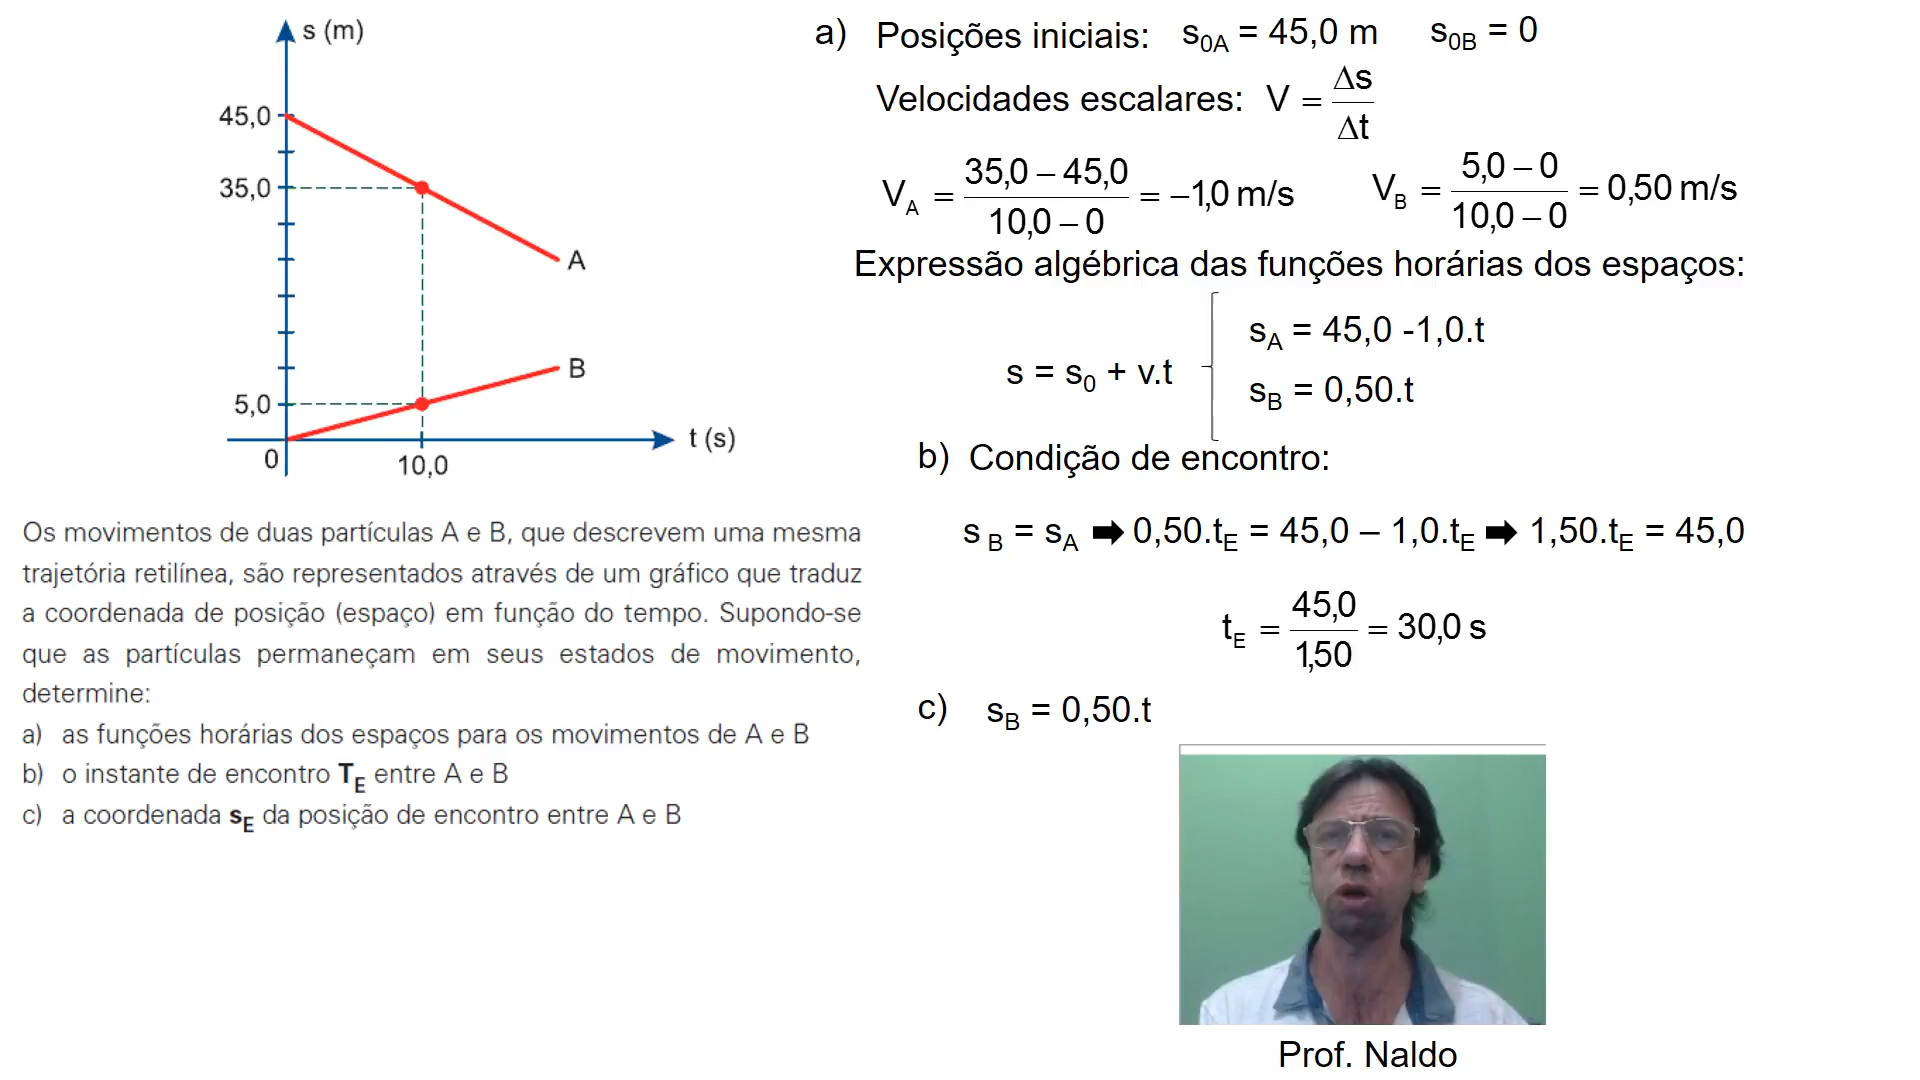 s (m)
45,0
35,0
A
B
5,0
t (s)
0
10,0
Os movimentos de duas partículas A e B, que descrevem uma mesma
trajetória retilínea, são representados através de um gráfico que traduz
a coordenada de posição (espaço) em função do tempo. Supondo-se
que as partículas permaneçam em seus estados de movimento,
determine:
a) as funções horárias dos espaços para os movimentos de A e B
b) o instante de encontro T_E entre A e B
c) a coordenada s_E da posição de encontro entre A e B
a) Posições iniciais: s_0A = 45,0 m s_0B = 0
Velocidades escalares: V = Δs/Δt
V_A = (35,0 – 45,0)/(10,0 – 0) = –1,0 m/s V_B = (5,0 – 0)/(10,0 – 0) = 0,50 m/s
Expressão algébrica das funções horárias dos espaços:
s = s_0 + v.t
s_A = 45,0 -1,0.t
s_B = 0,50.t
b) Condição de encontro:
s_B = s_A ➡ 0,50.t_E = 45,0 – 1,0.t_E ➡ 1,50.t_E = 45,0
t_E = 45,0/1,50 = 30,0 s
c) s_B = 0,50.t
Prof. Naldo